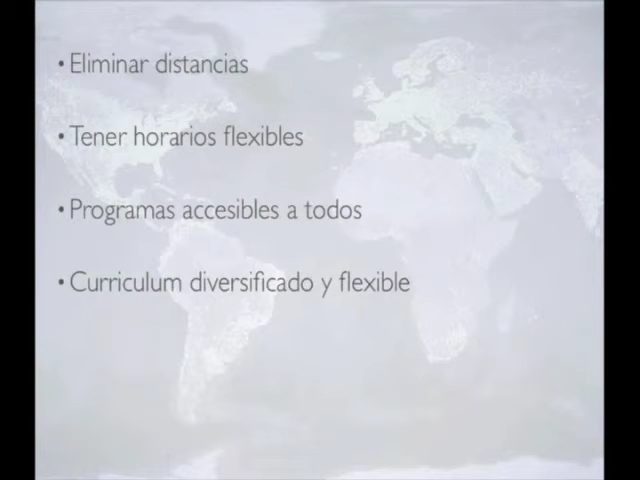 • Eliminar distancias
• Tener horarios flexibles
• Programas accesibles a todos
• Curriculum diversificado y flexible